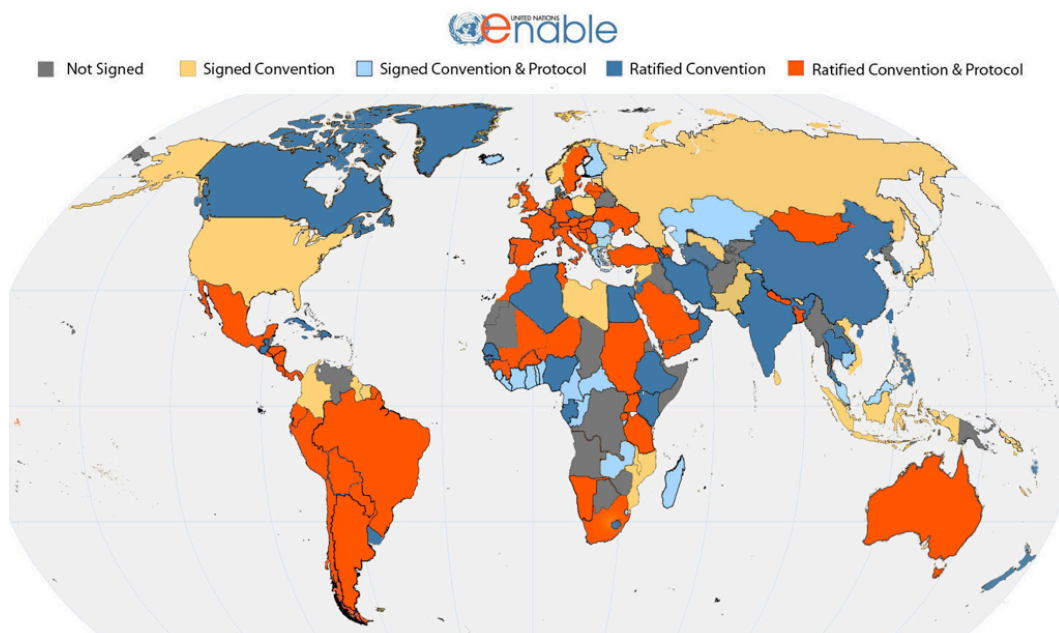 UNITED NATIONS
enable
Not Signed
Signed Convention
Signed Convention & Protocol
Ratified Convention
Ratified Convention & Protocol